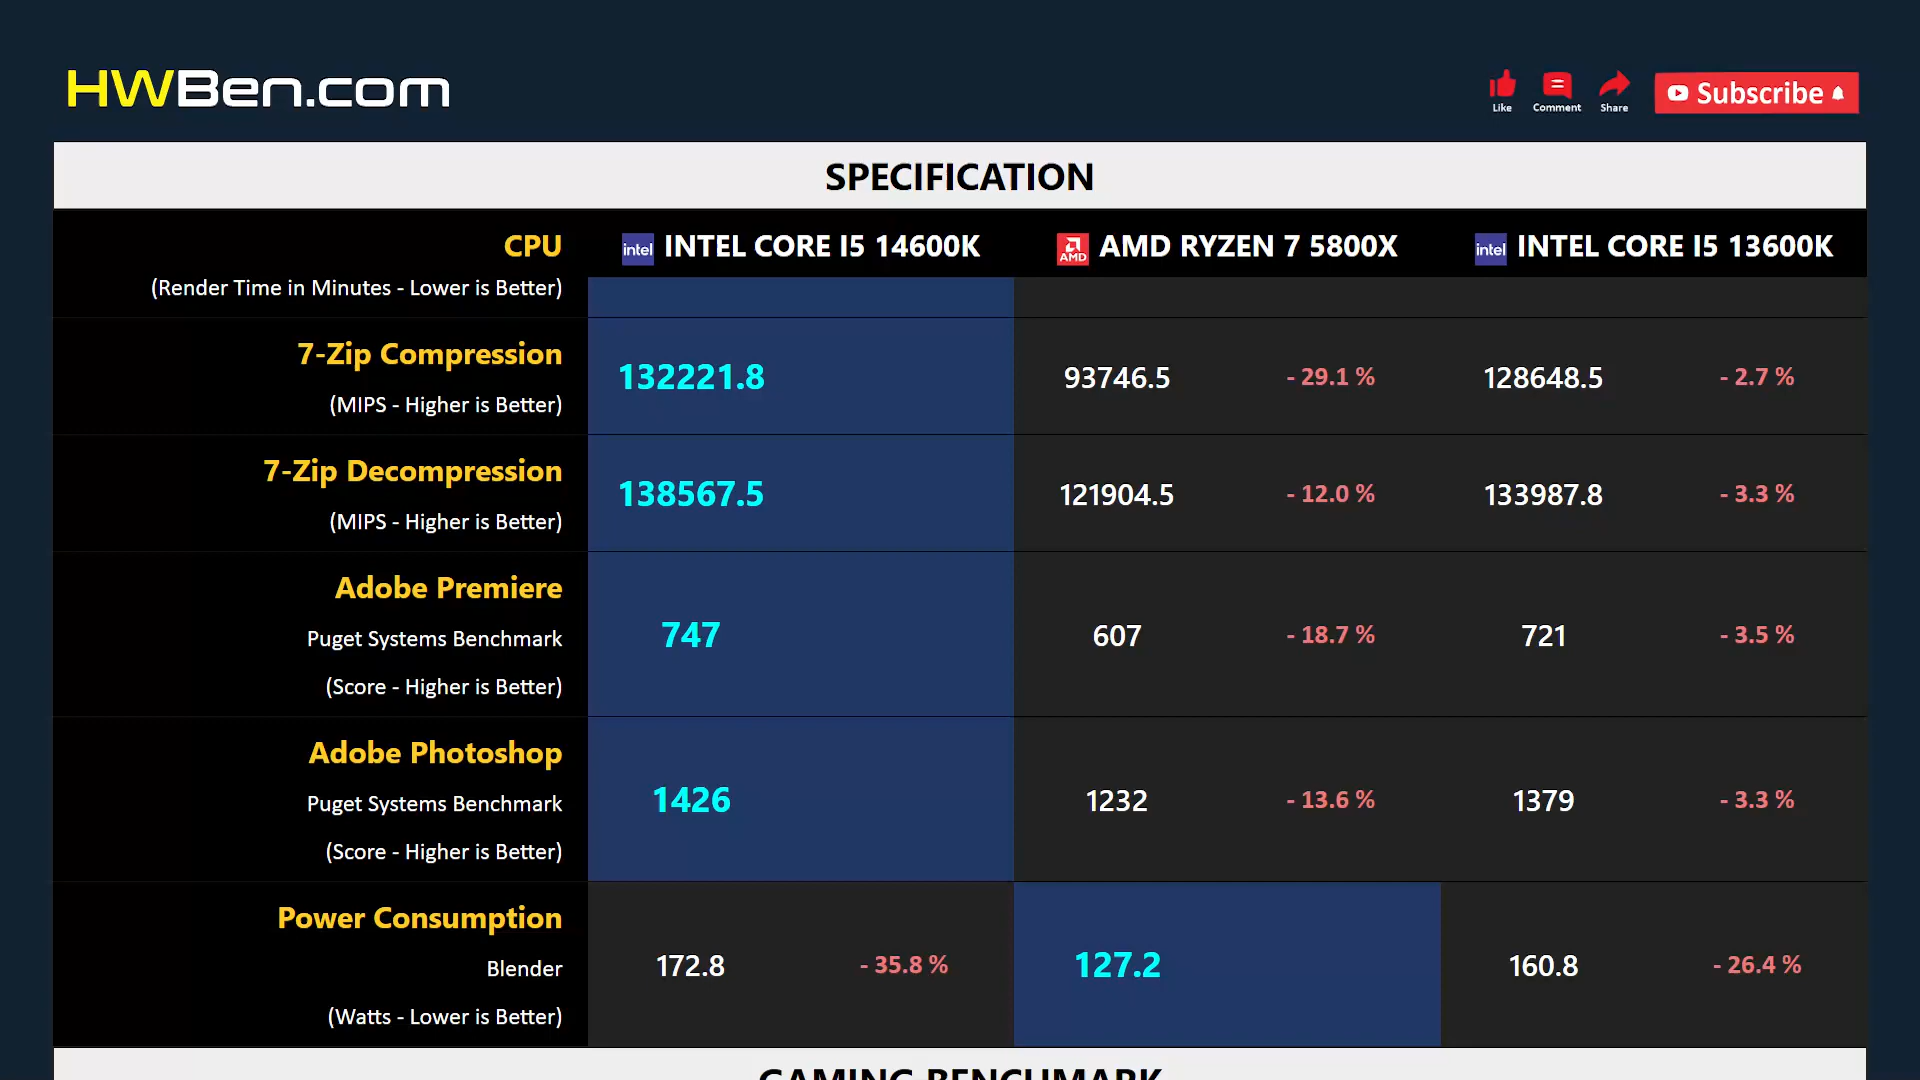 HWBen.com
Like
Comment
Share
Subscribe
SPECIFICATION
CPU
intel INTEL CORE I5 14600K
AMD AMD RYZEN 7 5800X
intel INTEL CORE I5 13600K
(Render Time in Minutes - Lower is Better)
7-Zip Compression
(MIPS - Higher is Better)
132221.8
93746.5
- 29.1 %
128648.5
- 2.7 %
7-Zip Decompression
(MIPS - Higher is Better)
138567.5
121904.5
- 12.0 %
133987.8
- 3.3 %
Adobe Premiere
Puget Systems Benchmark
(Score - Higher is Better)
747
607
- 18.7 %
721
- 3.5 %
Adobe Photoshop
Puget Systems Benchmark
(Score - Higher is Better)
1426
1232
- 13.6 %
1379
- 3.3 %
Power Consumption
Blender
(Watts - Lower is Better)
172.8
- 35.8 %
127.2
160.8
- 26.4 %
GAMING BENCHMARK